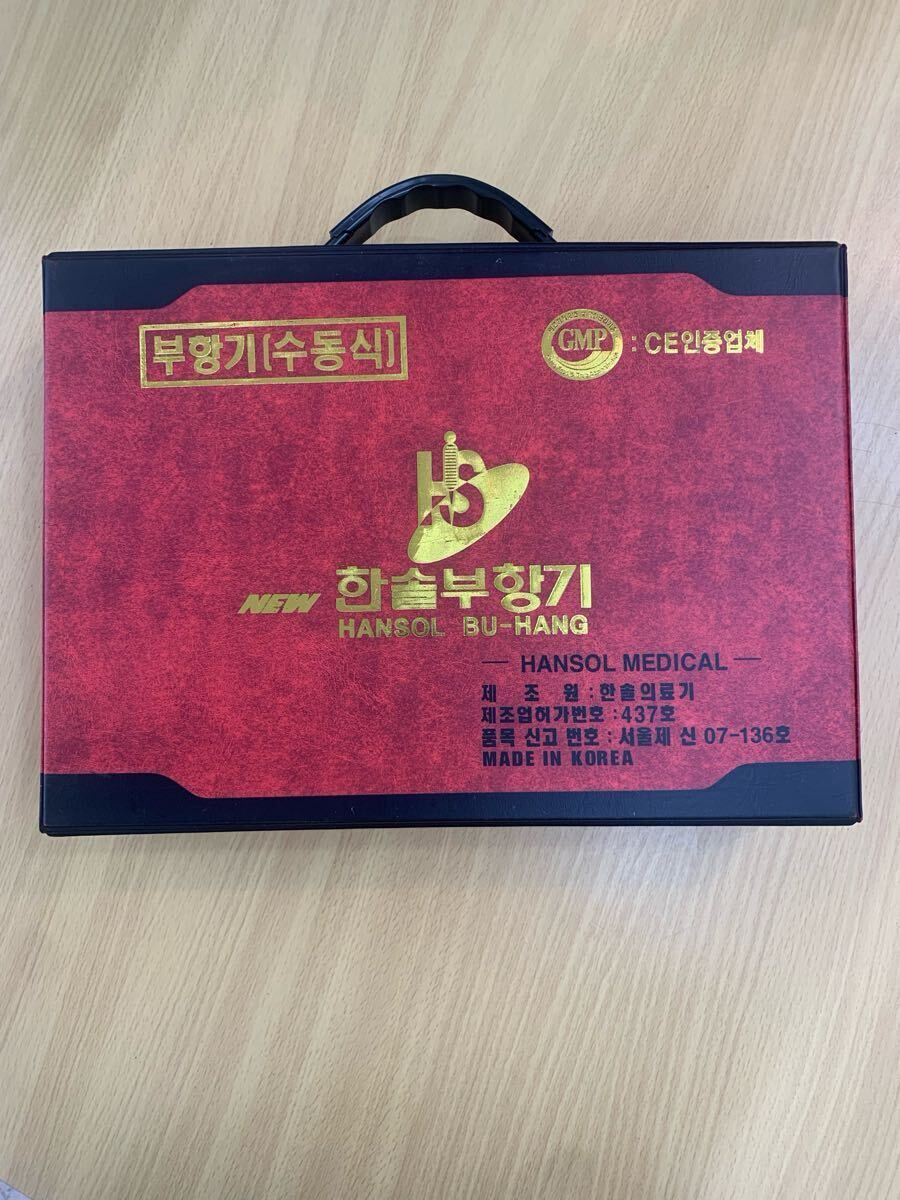 부항기(수동식)
GMP : CE인증업체
HS
NEW 한솔부항기
HANSOL BU-HANG
— HANSOL MEDICAL —
제 조 원 : 한솔의료기
제조업허가번호 : 437호
품목 신고 번호 : 서울제 신 07-136호
MADE IN KOREA